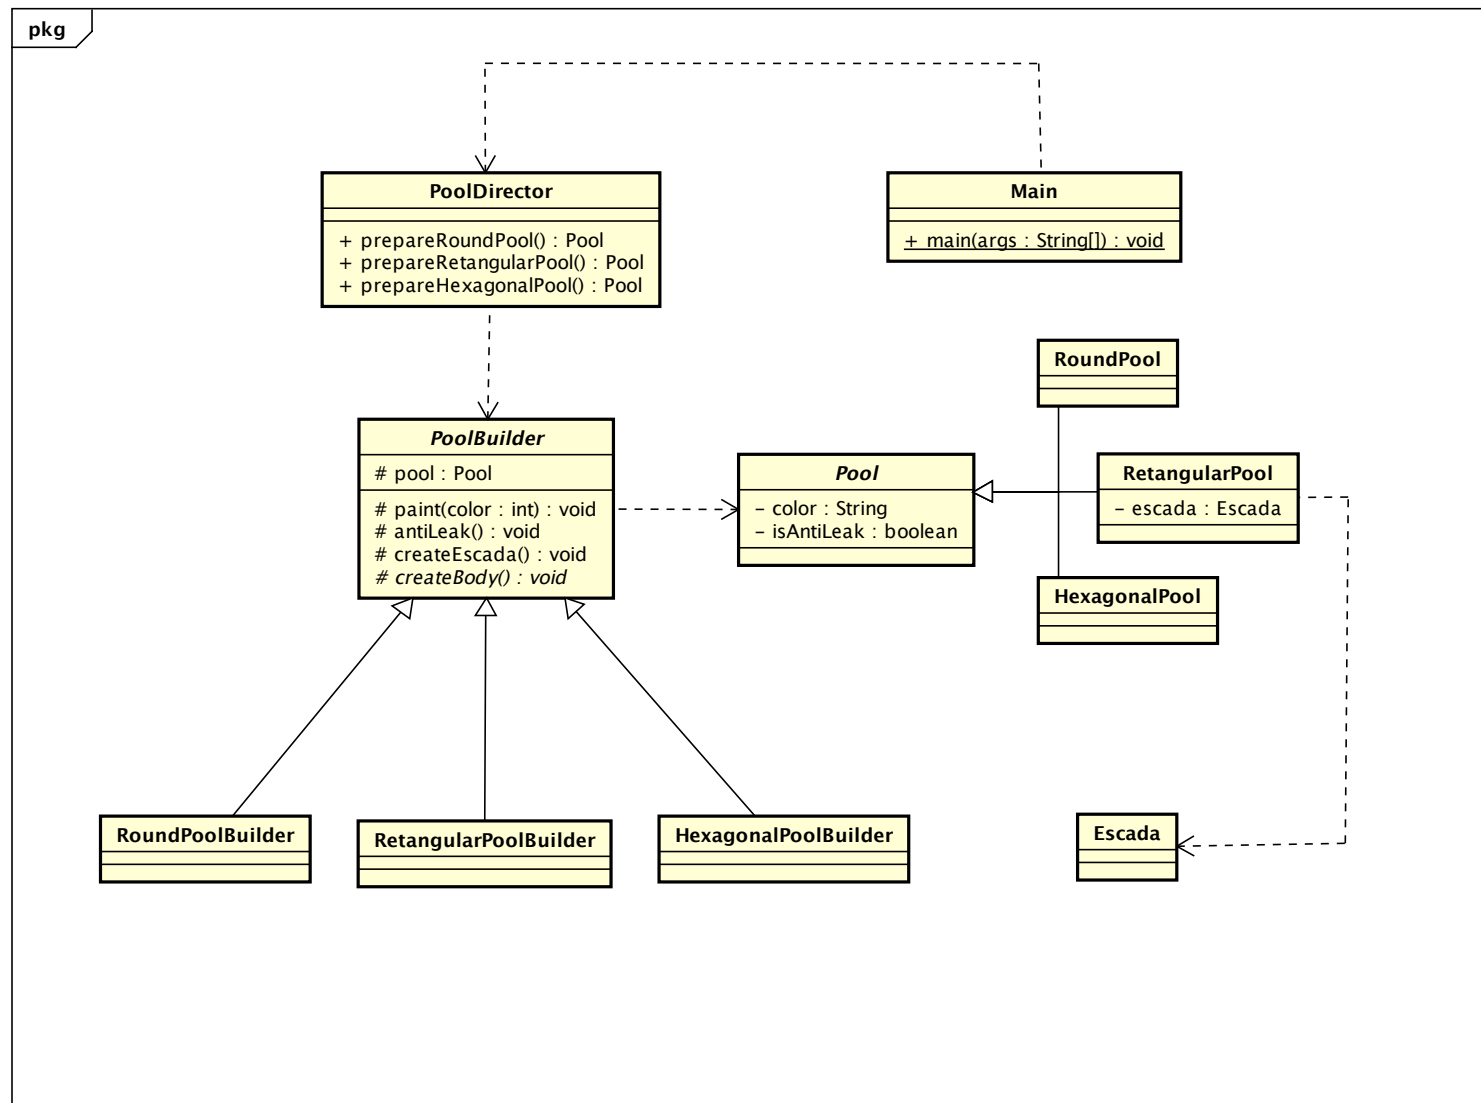 pkg
PoolDirector
+ prepareRoundPool() : Pool
+ prepareRetangularPool() : Pool
+ prepareHexagonalPool() : Pool
Main
+ main(args : String[]) : void
RoundPool
PoolBuilder
# pool : Pool
# paint(color : int) : void
# antiLeak() : void
# createEscada() : void
# createBody() : void
Pool
- color : String
- isAntiLeak : boolean
RetangularPool
- escada : Escada
HexagonalPool
RoundPoolBuilder
RetangularPoolBuilder
HexagonalPoolBuilder
Escada